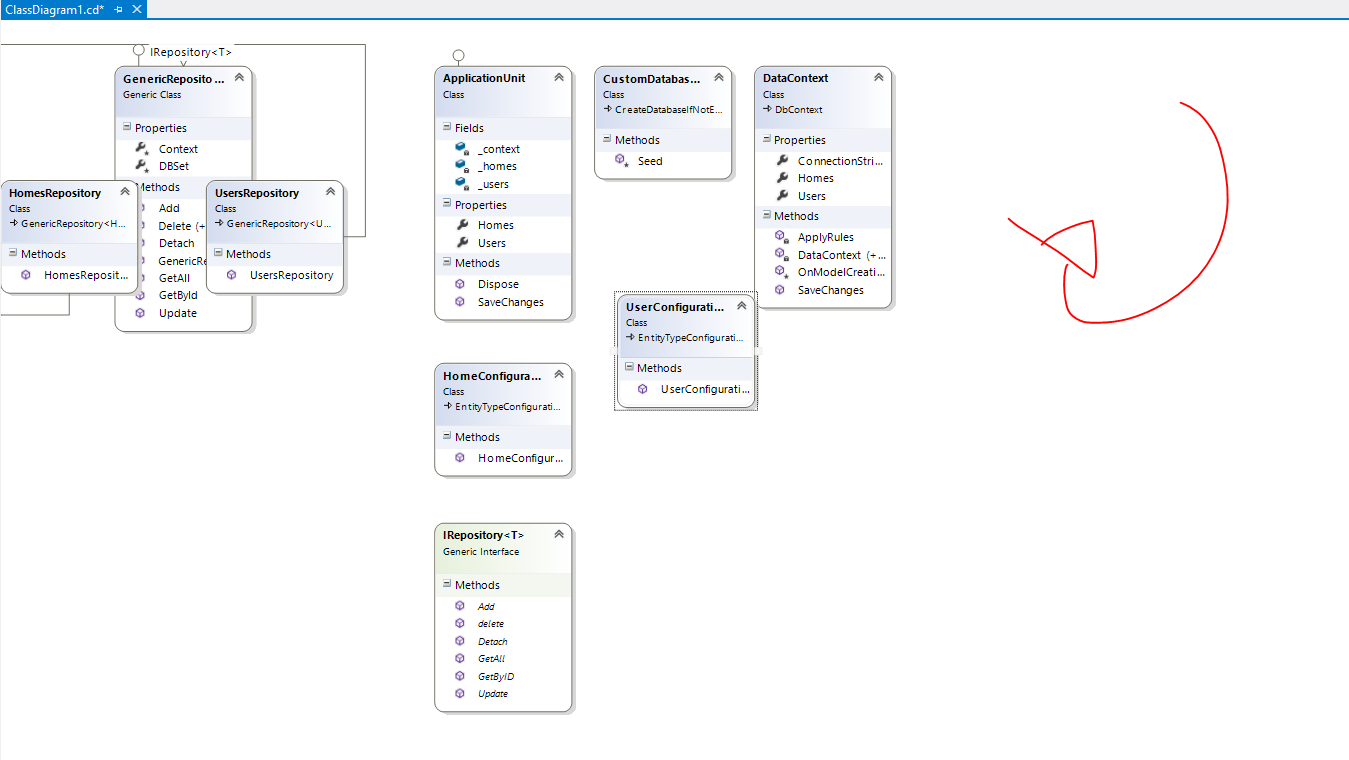 ClassDiagram1.cd*
IRepository<T>
GenericReposito...
Generic Class
Properties
Context
DBSet
Methods
Add
Delete (+
Detach
GenericRe
GetAll
GetById
Update
HomesRepository
Class
GenericRepository<H...
Methods
HomesReposit...
UsersRepository
Class
GenericRepository<U...
Methods
UsersRepository
ApplicationUnit
Class
Fields
_context
_homes
_users
Properties
Homes
Users
Methods
Dispose
SaveChanges
CustomDatabas...
Class
CreateDatabaseIfNotE...
Methods
Seed
DataContext
Class
DbContext
Properties
ConnectionStri...
Homes
Users
Methods
ApplyRules
DataContext (+...
OnModelCreati...
SaveChanges
UserConfigurati...
Class
EntityTypeConfigurati...
Methods
UserConfigurati...
HomeConfigura...
Class
EntityTypeConfigurati...
Methods
HomeConfigur...
IRepository<T>
Generic Interface
Methods
Add
delete
Detach
GetAll
GetByID
Update